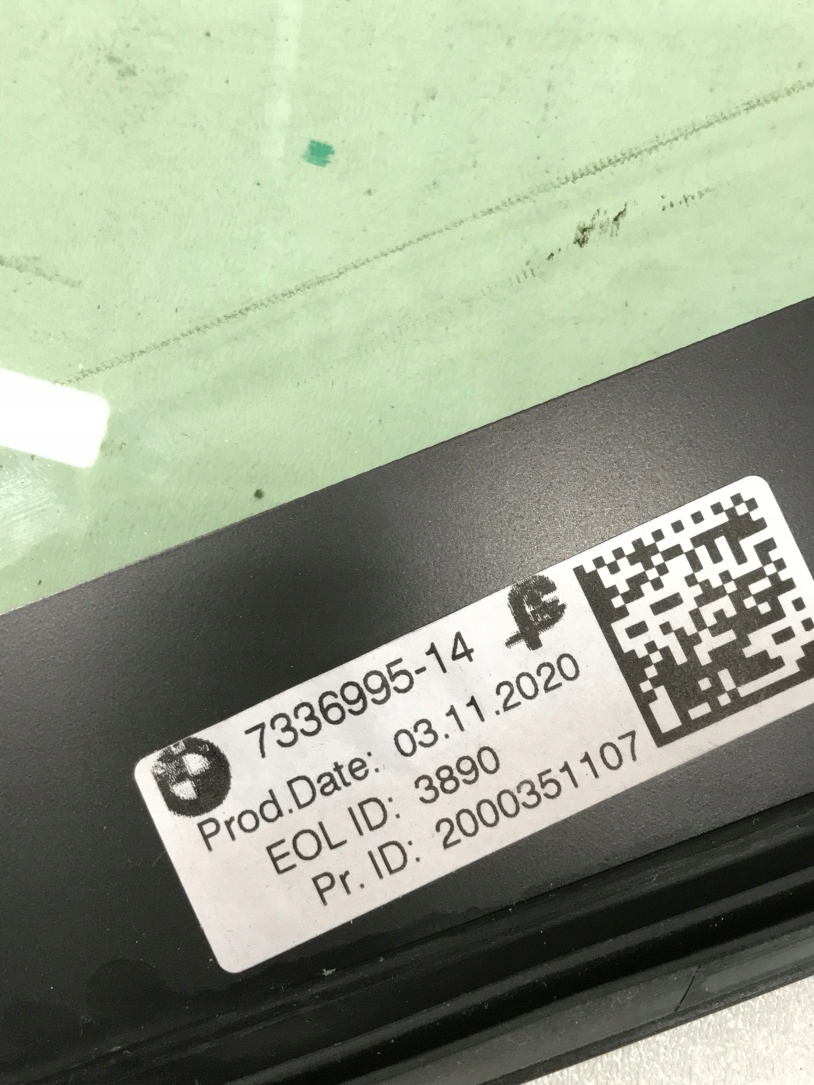 7336995-14
Prod.Date: 03.11.2020
EOL ID: 3890
Pr. ID: 2000351107